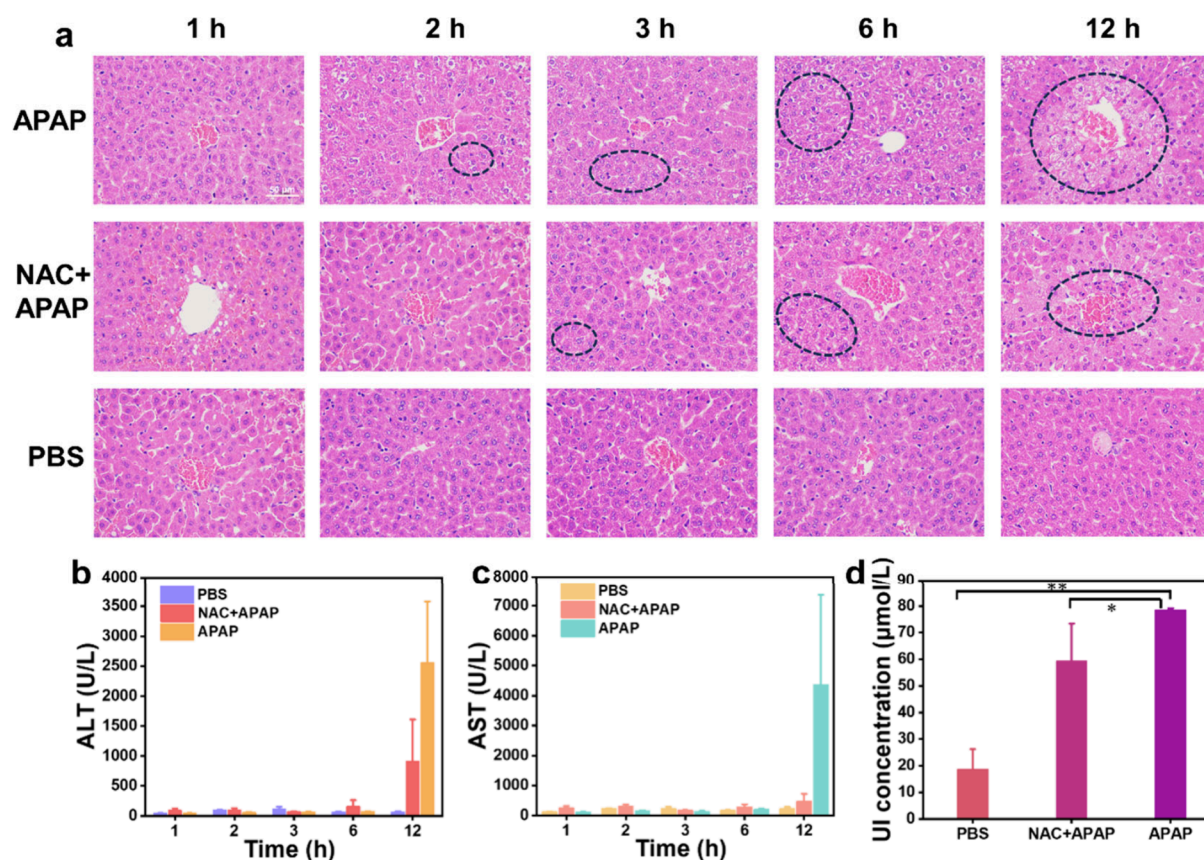 a
1 h 2 h 3 h 6 h 12 h
APAP
50 μm
NAC+
APAP
PBS
b
4000
3500
3000
2500
2000
1500
1000
500
0
ALT (U/L)
PBS
NAC+APAP
APAP
1 2 3 6 12
Time (h)
c
8000
7000
6000
5000
4000
3000
2000
1000
0
AST (U/L)
PBS
NAC+APAP
APAP
1 2 3 6 12
Time (h)
d
90
80
70
60
50
40
30
20
10
0
UI concentration (μmol/L)
**
*
PBS NAC+APAP APAP